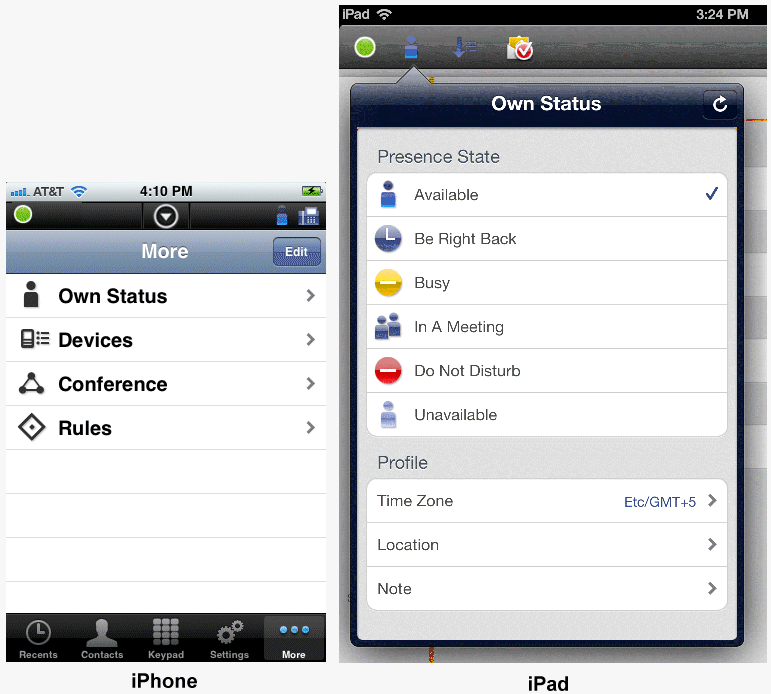 AT&T 4:10 PM
More
Edit
Own Status
Devices
Conference
Rules
Recents Contacts Keypad Settings More
iPhone
iPad 3:24 PM
Own Status
Presence State
Available
Be Right Back
Busy
In A Meeting
Do Not Disturb
Unavailable
Profile
Time Zone Etc/GMT+5
Location
Note
iPad